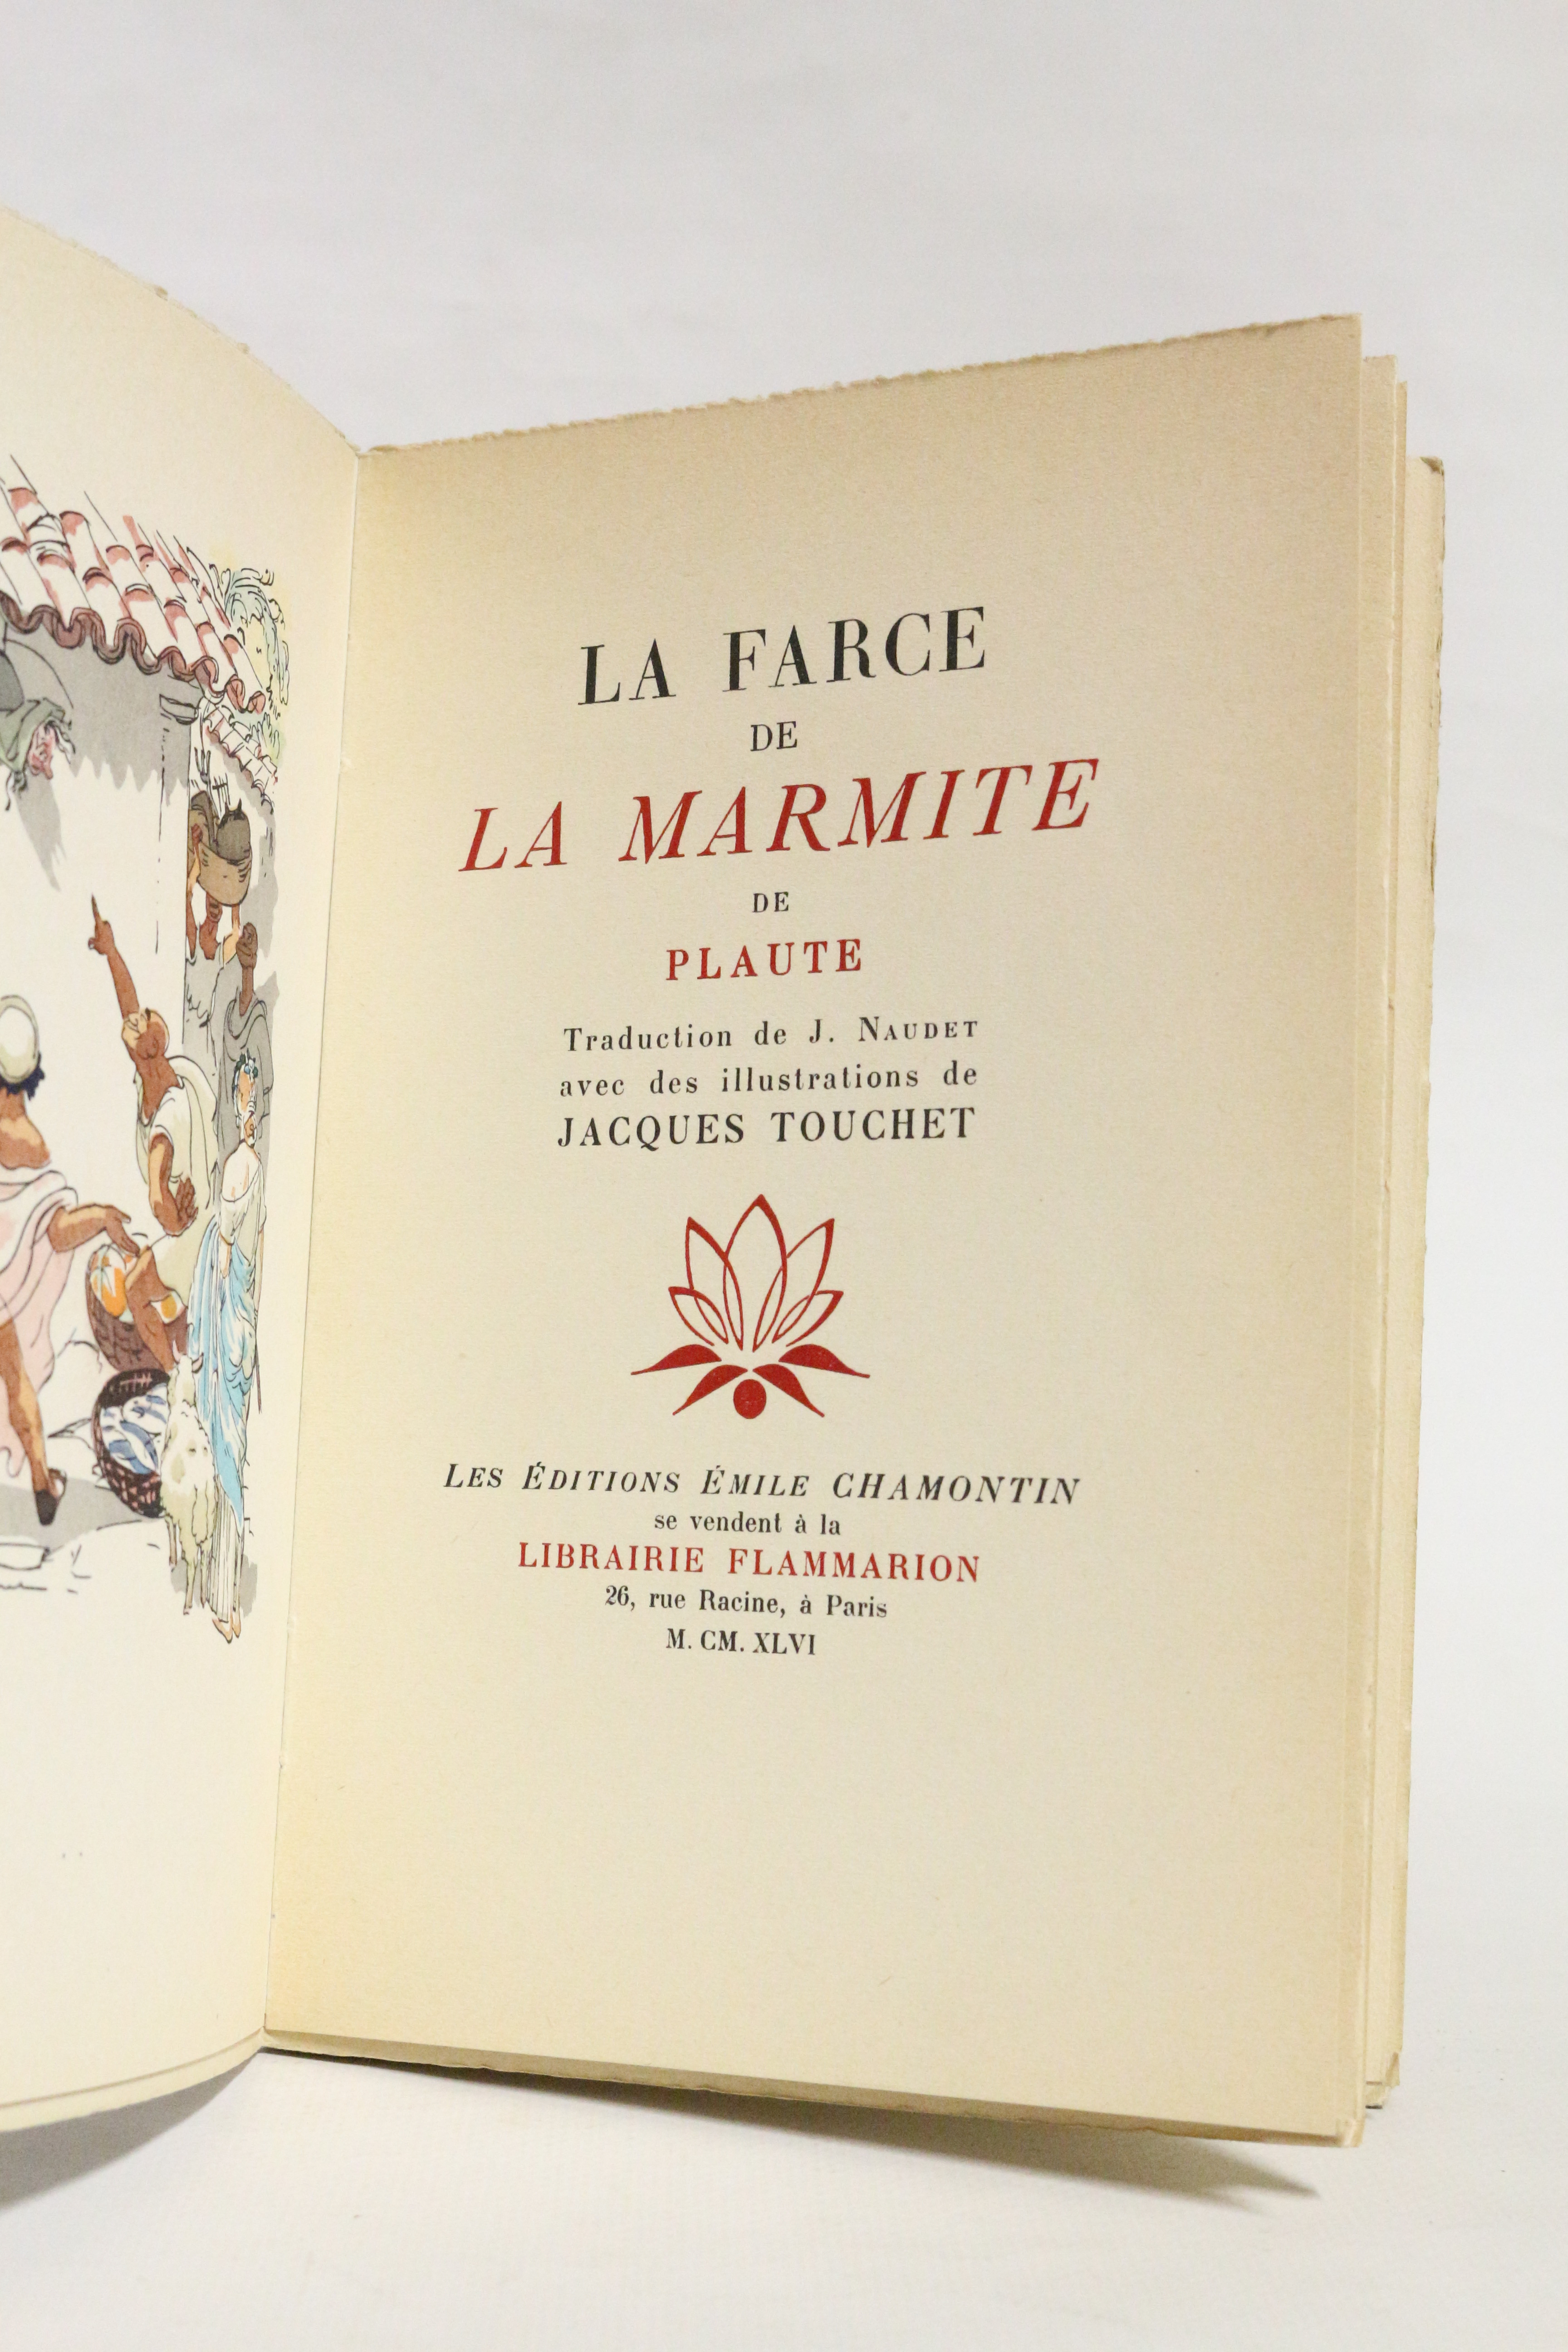 LA FARCE
DE
LA MARMITE
DE
PLAUTE
Traduction de J. NAUDET
avec des illustrations de
JACQUES TOUCHET
LES ÉDITIONS ÉMILE CHAMONTIN
se vendent à la
LIBRAIRIE FLAMMARION
26, rue Racine, à Paris
M. CM. XLVI